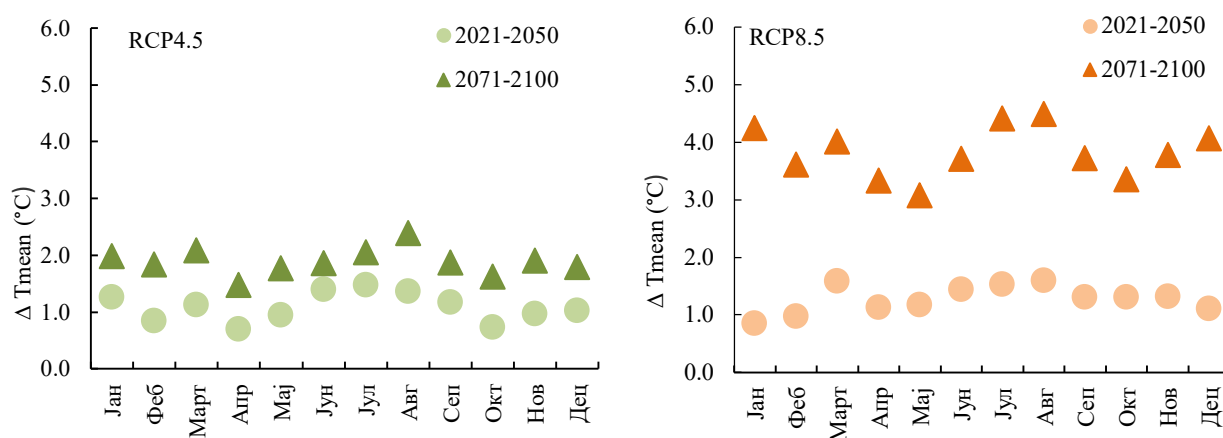 RCP4.5
2021-2050
2071-2100
6.0
5.0
4.0
3.0
2.0
1.0
0.0
Δ Tmean (°C)
Јан
Феб
Март
Апр
Мај
Јун
Јул
Авг
Сеп
Окт
Нов
Дец
RCP8.5
2021-2050
2071-2100
6.0
5.0
4.0
3.0
2.0
1.0
0.0
Δ Tmean (°C)
Јан
Феб
Март
Апр
Мај
Јун
Јул
Авг
Сеп
Окт
Нов
Дец